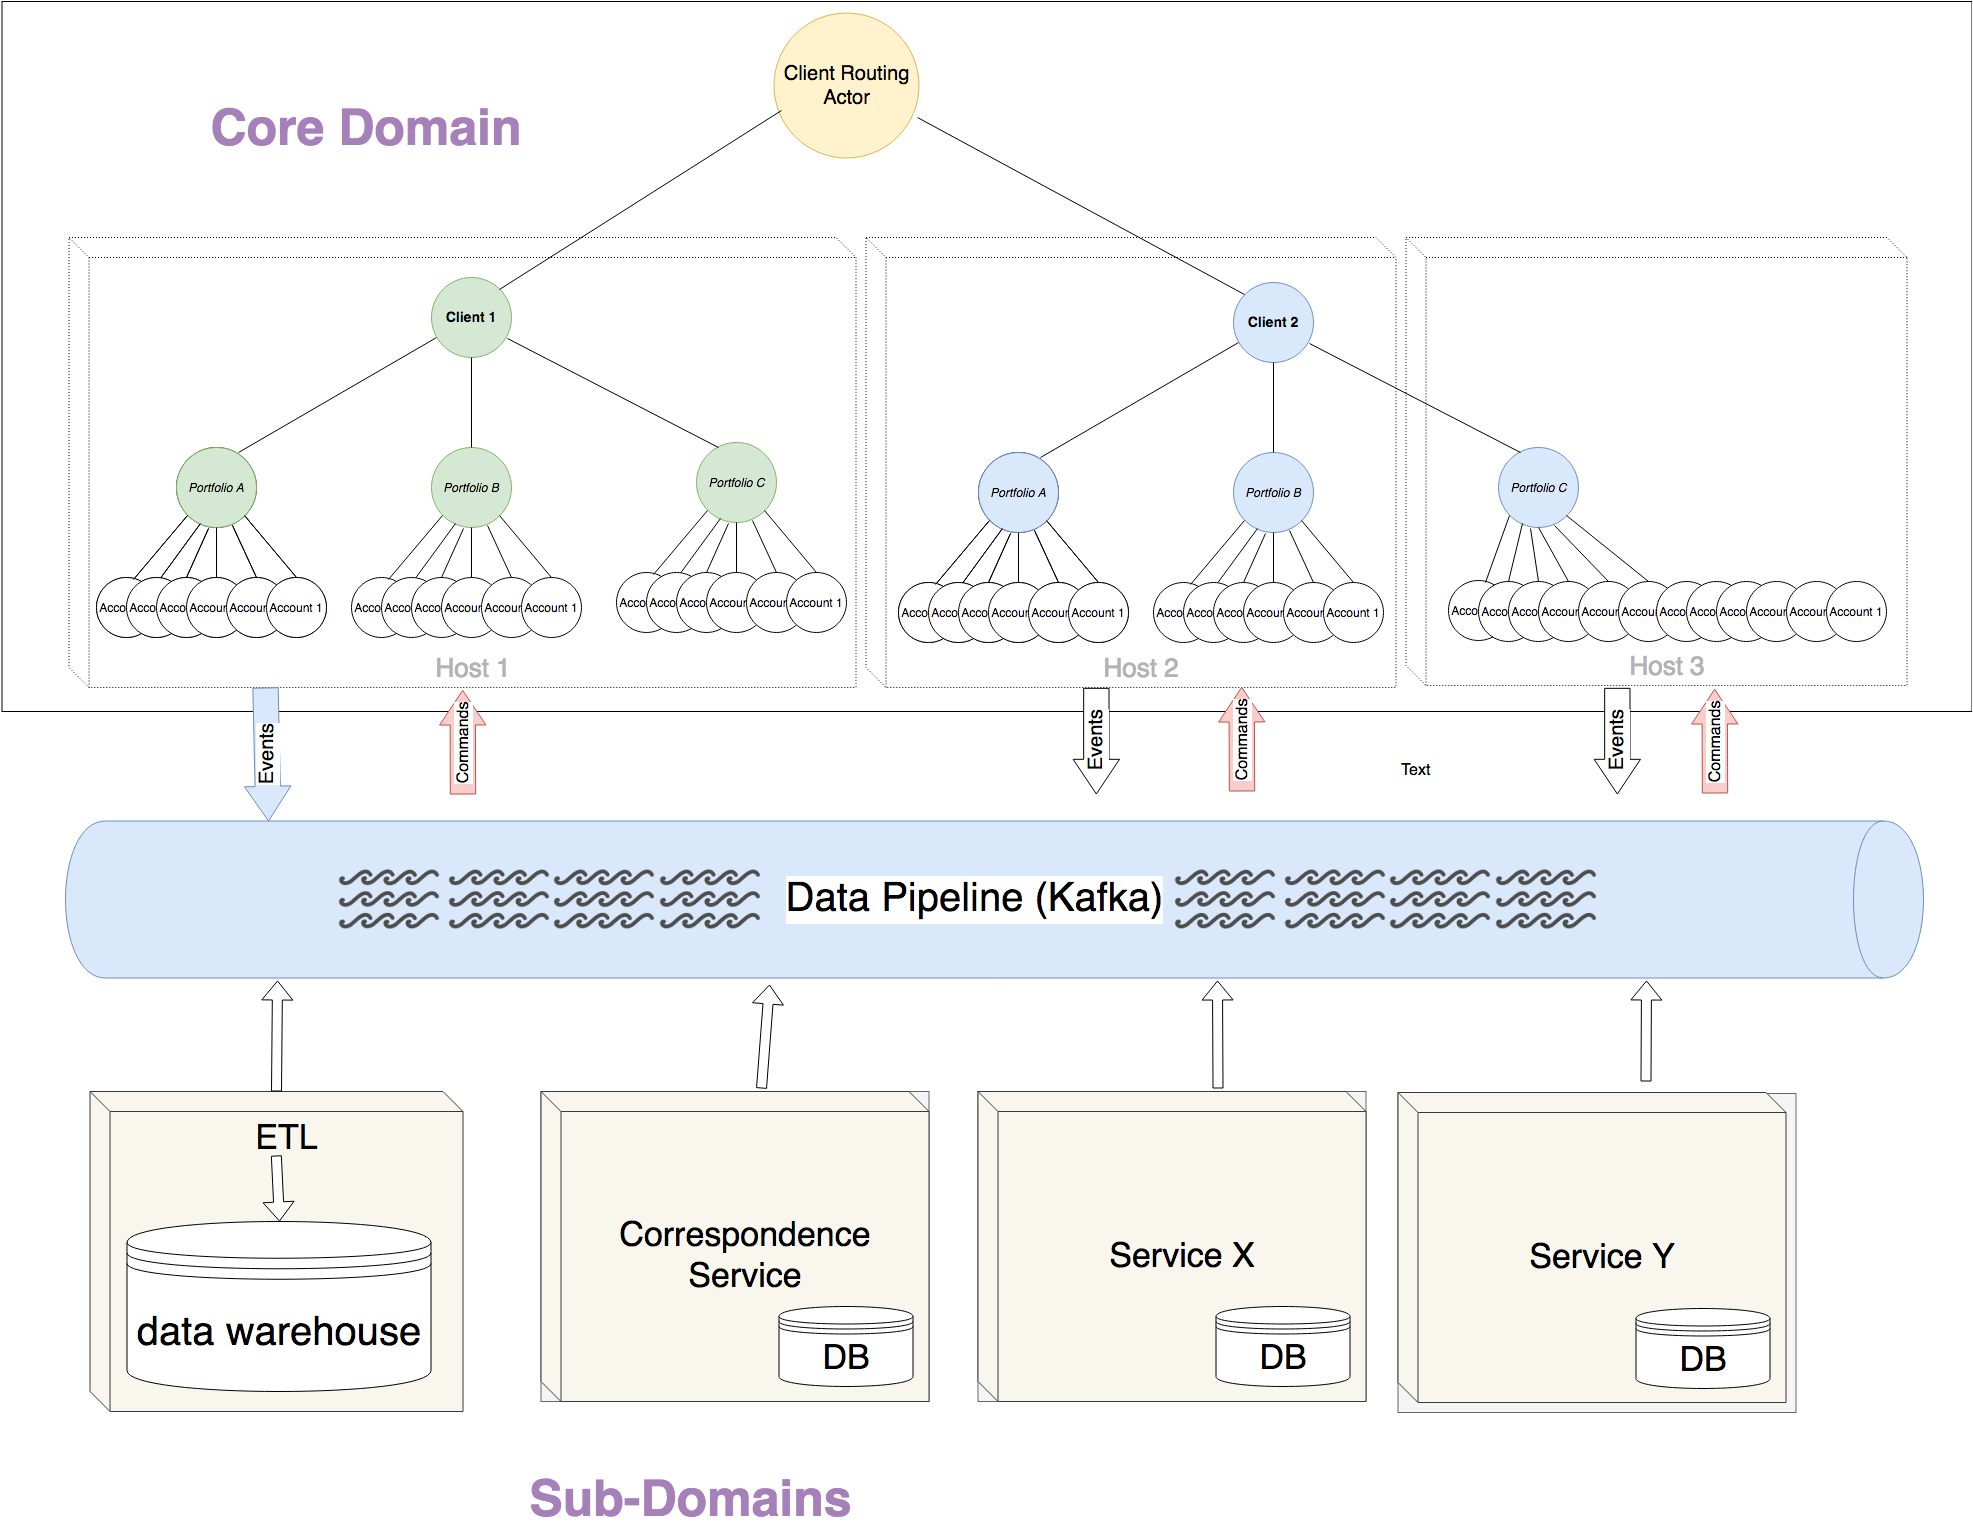 Client Routing
Actor
Core Domain
Client 1
Client 2
Portfolio A
Portfolio B
Portfolio C
Portfolio A
Portfolio B
Portfolio C
Acco Acco Acco Accour Accour Account 1
Acco Acco Acco Accour Accour Account 1
Acco Acco Acco Accour Accour Account 1
Acco Acco Acco Accour Accour Account 1
Acco Acco Acco Accour Accour Account 1
Acco Acco Acco Accour Accour Accou Acco Acco Acco Accour Accour Account 1
Host 1
Host 2
Host 3
Events
Commands
Events
Commands
Text
Events
Commands
Data Pipeline (Kafka)
ETL
data warehouse
Correspondence
Service
DB
Service X
DB
Service Y
DB
Sub-Domains